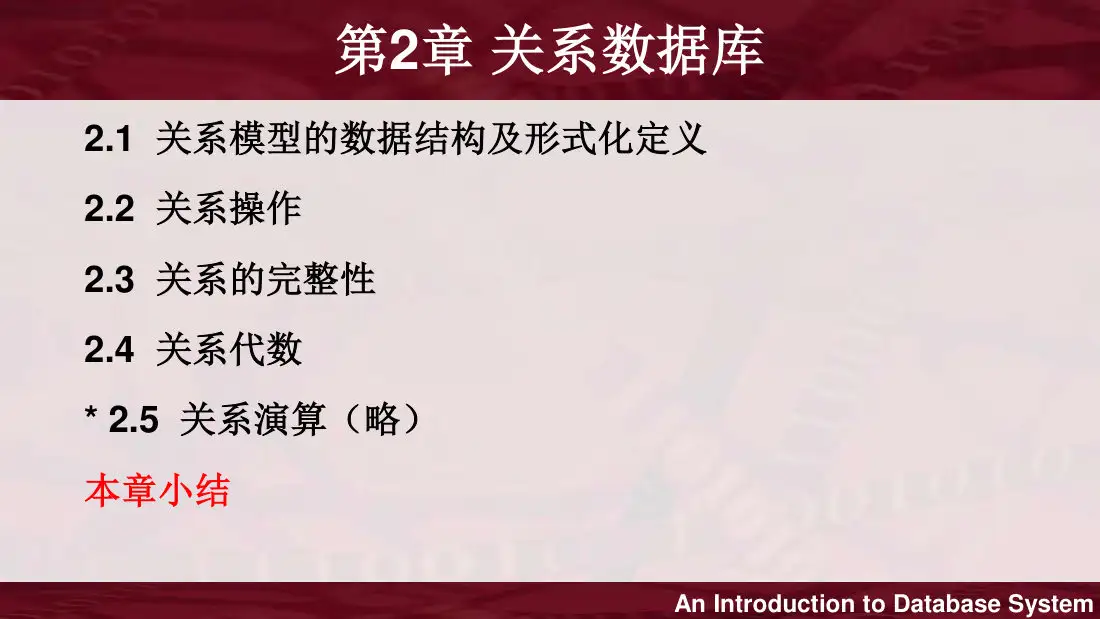 第2章 关系数据库
2.1 关系模型的数据结构及形式化定义
2.2 关系操作
2.3 关系的完整性
2.4 关系代数
* 2.5 关系演算（略）
本章小结
An Introduction to Database System